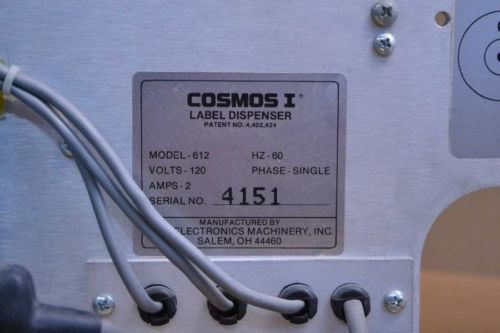 COSMOS I®
LABEL DISPENSER
PATENT NO. 4,402,424
MODEL - 612 HZ - 60
VOLTS - 120 PHASE - SINGLE
AMPS - 2
SERIAL NO. 4151
MANUFACTURED BY
ELECTRONICS MACHINERY, INC.
SALEM, OH 44460